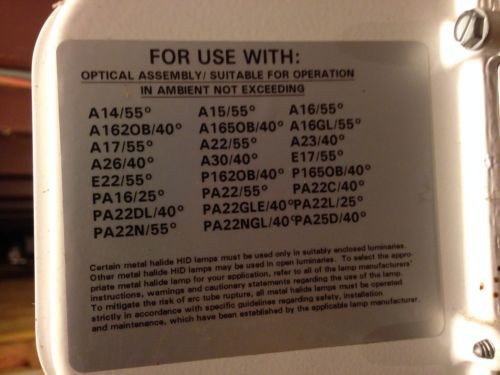 FOR USE WITH:
OPTICAL ASSEMBLY/ SUITABLE FOR OPERATION
IN AMBIENT NOT EXCEEDING
A14/55° A15/55° A16/55°
A162OB/40° A165OB/40° A16GL/55°
A17/55° A22/55° A23/40°
A26/40° A30/40° E17/55°
E22/55° P162OB/40° P165OB/40°
PA16/25° PA22/55° PA22C/40°
PA22DL/40° PA22GLE/40° PA22L/25°
PA22N/55° PA22NGL/40° PA25D/40°
Certain metal halide HID lamps must be used only in suitably enclosed luminaries.
Other metal halide HID lamps may be used in open luminaries. To select the appro-
priate metal halide lamp for your application, refer to all of the lamp manufacturers'
instructions, warnings and cautionary statements regarding the use of the lamp.
To mitigate the risk of arc tube rupture, all metal halide lamps must be operated
strictly in accordance with specific guidelines regarding safety, installation
and maintenance, which have been established by the applicable lamp manufacturer.